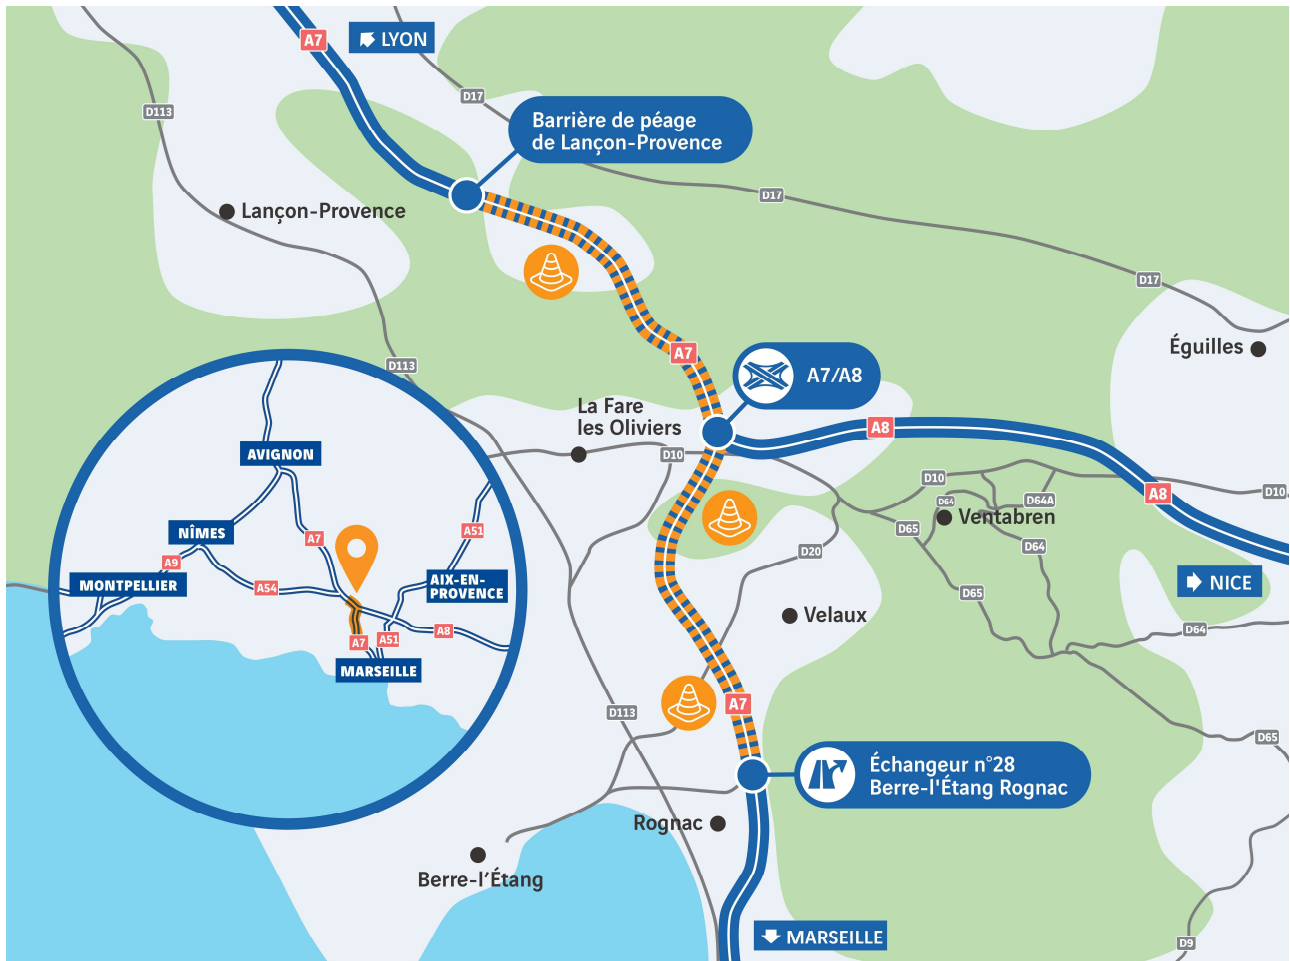 A7
LYON
D113
D17
Barrière de péage
de Lançon-Provence
D17
Lançon-Provence
D17
Éguilles
D113
A7
A7/A8
La Fare
les Oliviers
A8
D10
D10
D64
D64A
A8
D10
Ventabren
D65
D64
D20
NICE
D65
Velaux
D64
AVIGNON
NÎMES
A7
A51
A9
MONTPELLIER
A54
AIX-EN-
PROVENCE
A7
A51
A8
MARSEILLE
D113
A7
D65
Échangeur n°28
Berre-l'Étang Rognac
Rognac
Berre-l'Étang
MARSEILLE
D9